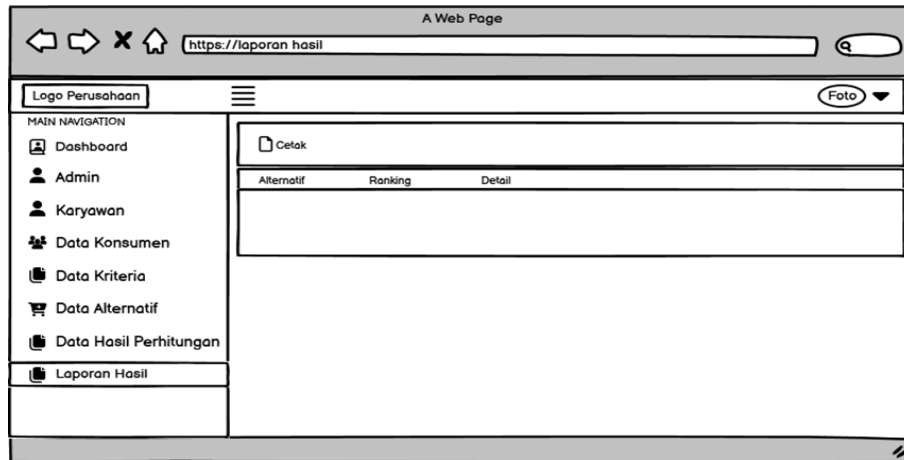 A Web Page
https://laporan hasil
Logo Perusahaan
Foto
MAIN NAVIGATION
Dashboard
Admin
Karyawan
Data Konsumen
Data Kriteria
Data Alternatif
Data Hasil Perhitungan
Laporan Hasil
Cetak
Alternatif Ranking Detail